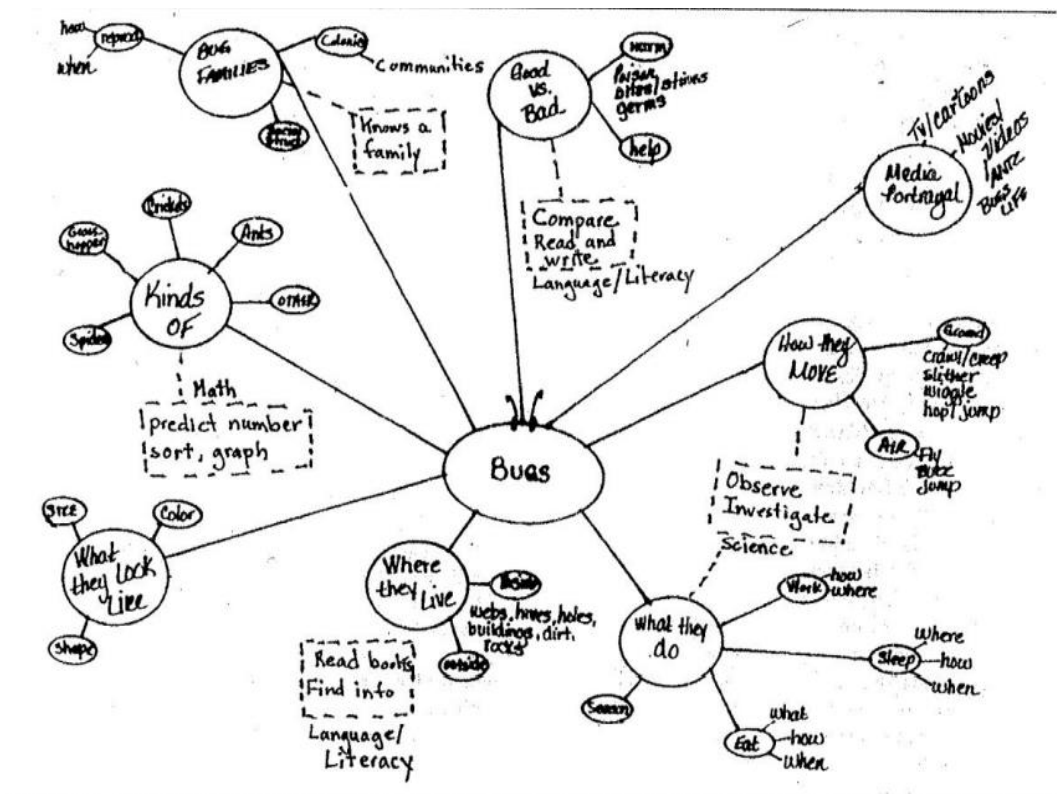 how
when
reprod
BUG
FAMILIES
Colonies
Communities
Social
Struct.
Knows a
family
Good
vs.
Bad
Harm
Poison
bites/stings
germs
help
Compare
Read and
write
Language/Literacy
TV/cartoons
Movies/
Videos
ANTZ
BUGS
LIFE
Media
Portrayal
Kinds
OF
Crickets
Grass
hopper
Ants
OTHER
Spiders
Math
predict number
sort, graph
How they
MOVE
Ground
crawl/creep
slither
wiggle
hop/jump
AIR
Fly
BUZZ
jump
Observe
Investigate
Science
BUGS
What
they LOOK
LIKE
SIZE
Color
Shape
Where
they Live
Inside
webs, hives, holes,
buildings, dirt,
rocks
outside
Read books
Find info
Language/
Literacy
What they
do
Work
how
where
Sleep
where
how
when
Season
Eat
what
how
when